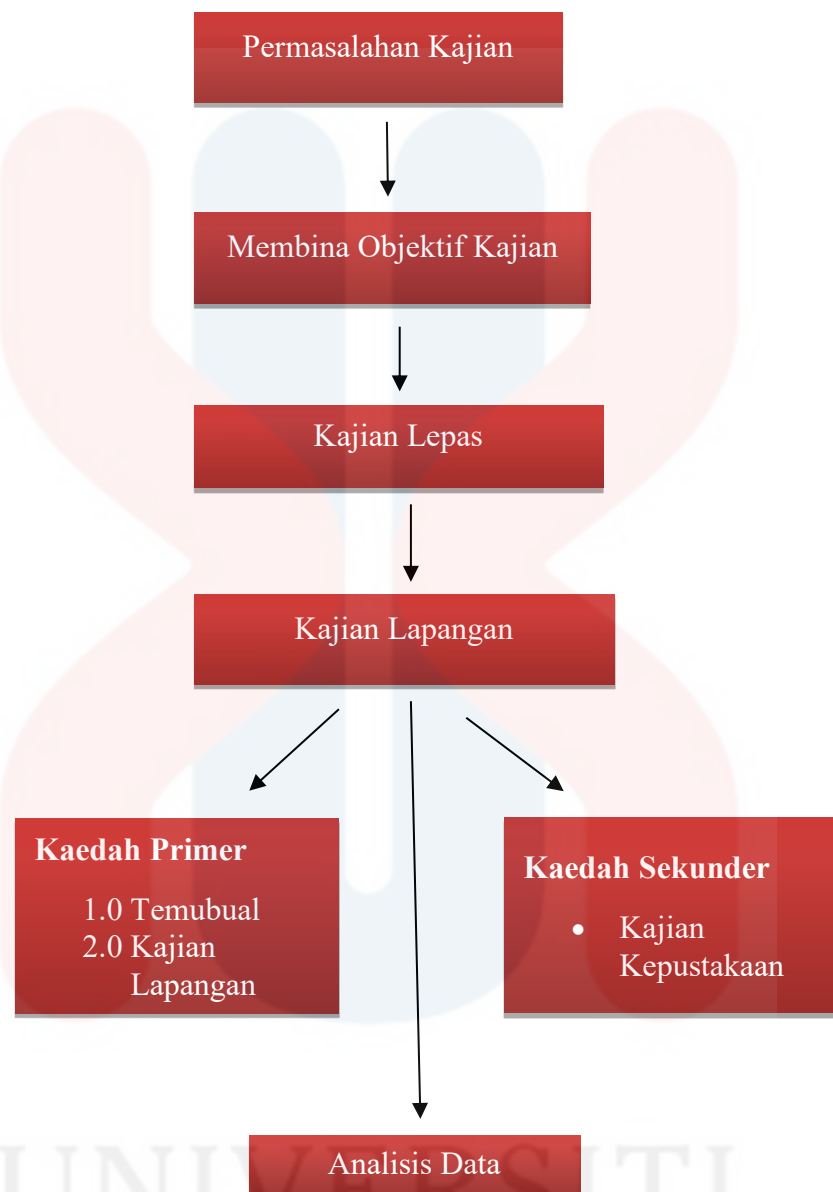 Permasalahan Kajian
Membina Objektif Kajian
Kajian Lepas
Kajian Lapangan
Kaedah Primer
1.0 Temubual
2.0 Kajian
Lapangan
Kaedah Sekunder
• Kajian
Kepustakaan
Analisis Data
UNIVERSITI